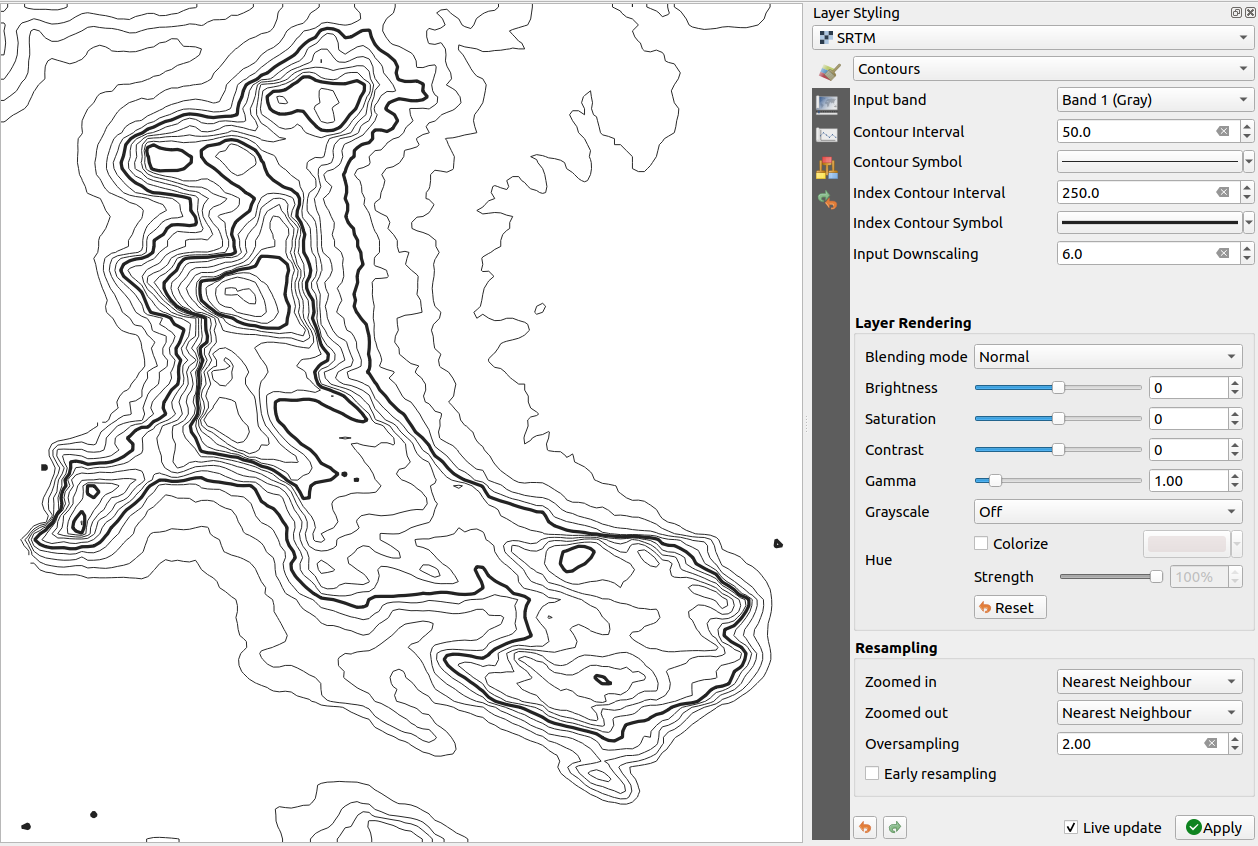 Layer Styling
SRTM
Contours
Input band Band 1 (Gray)
Contour Interval 50.0
Contour Symbol
Index Contour Interval 250.0
Index Contour Symbol
Input Downscaling 6.0
Layer Rendering
Blending mode Normal
Brightness 0
Saturation 0
Contrast 0
Gamma 1.00
Grayscale Off
Hue Colorize
Strength 100%
Reset
Resampling
Zoomed in Nearest Neighbour
Zoomed out Nearest Neighbour
Oversampling 2.00
Early resampling
Live update Apply